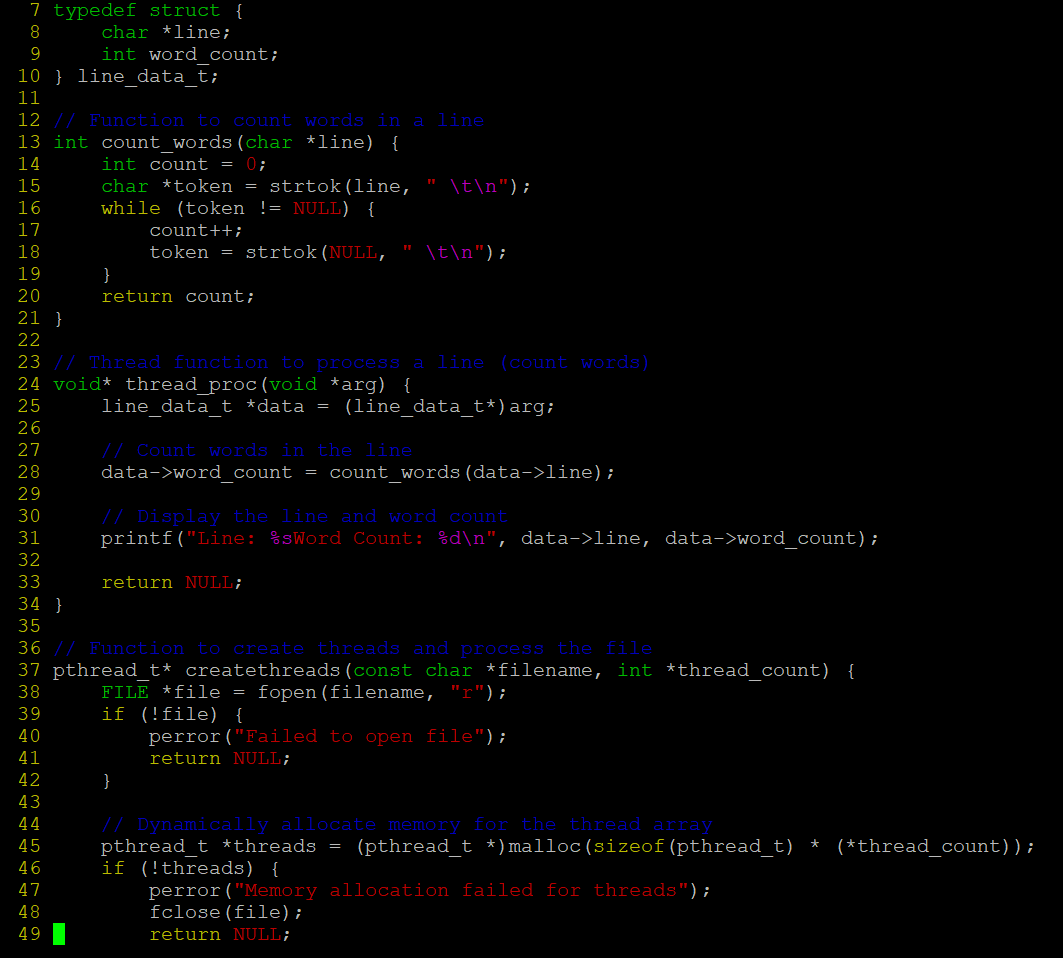 7 typedef struct {
8     char *line;
9     int word_count;
10 } line_data_t;
11
12 // Function to count words in a line
13 int count_words(char *line) {
14     int count = 0;
15     char *token = strtok(line, " \t\n");
16     while (token != NULL) {
17         count++;
18         token = strtok(NULL, " \t\n");
19     }
20     return count;
21 }
22
23 // Thread function to process a line (count words)
24 void* thread_proc(void *arg) {
25     line_data_t *data = (line_data_t*)arg;
26
27     // Count words in the line
28     data->word_count = count_words(data->line);
29
30     // Display the line and word count
31     printf("Line: %sWord Count: %d\n", data->line, data->word_count);
32
33     return NULL;
34 }
35
36 // Function to create threads and process the file
37 pthread_t* createthreads(const char *filename, int *thread_count) {
38     FILE *file = fopen(filename, "r");
39     if (!file) {
40         perror("Failed to open file");
41         return NULL;
42     }
43
44     // Dynamically allocate memory for the thread array
45     pthread_t *threads = (pthread_t *)malloc(sizeof(pthread_t) * (*thread_count));
46     if (!threads) {
47         perror("Memory allocation failed for threads");
48         fclose(file);
49         return NULL;